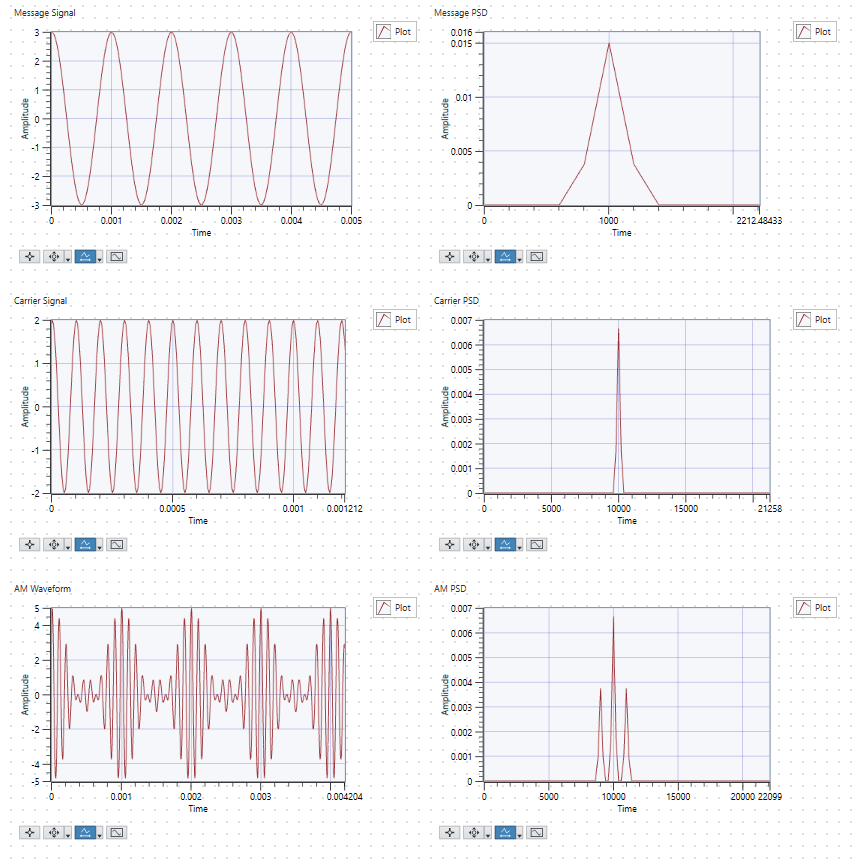 Message Signal
Plot
Amplitude
3
2
1
0
-1
-2
-3
0 0.001 0.002 0.003 0.004 0.005
Time
Message PSD
Plot
Amplitude
0.016
0.015
0.01
0.005
0
0 1000 2212.48433
Time
Carrier Signal
Plot
Amplitude
2
1
0
-1
-2
0 0.0005 0.001 0.001212
Time
Carrier PSD
Plot
Amplitude
0.007
0.006
0.005
0.004
0.003
0.002
0.001
0
0 5000 10000 15000 21258
Time
AM Waveform
Plot
Amplitude
5
4
2
0
-2
-4
-5
0 0.001 0.002 0.003 0.004204
Time
AM PSD
Plot
Amplitude
0.007
0.006
0.005
0.004
0.003
0.002
0.001
0
0 5000 10000 15000 20000 22099
Time